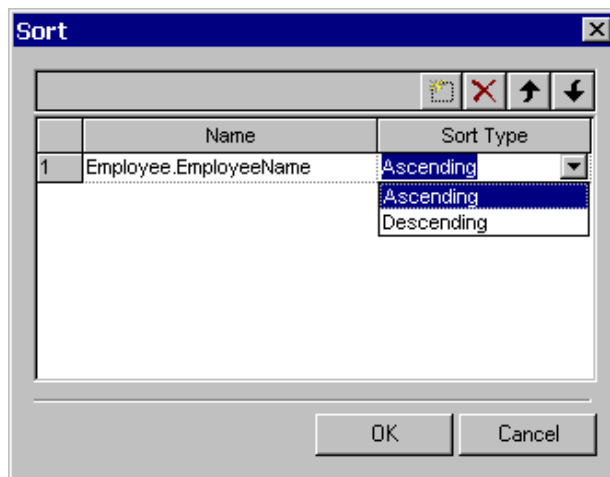 Sort
Name Sort Type
1 Employee.EmployeeName Ascending
Ascending
Descending
OK Cancel